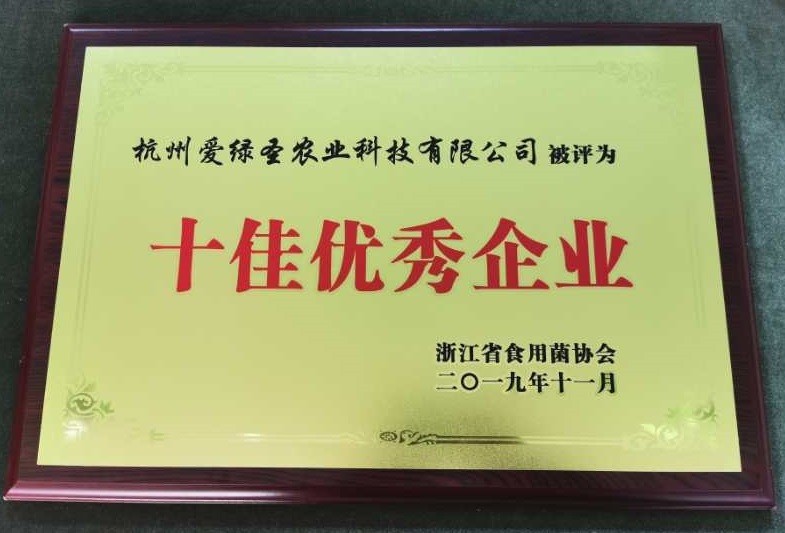 杭州爱绿圣农业科技有限公司 被评为
十佳优秀企业
浙江省食用菌协会
二〇一九年十一月